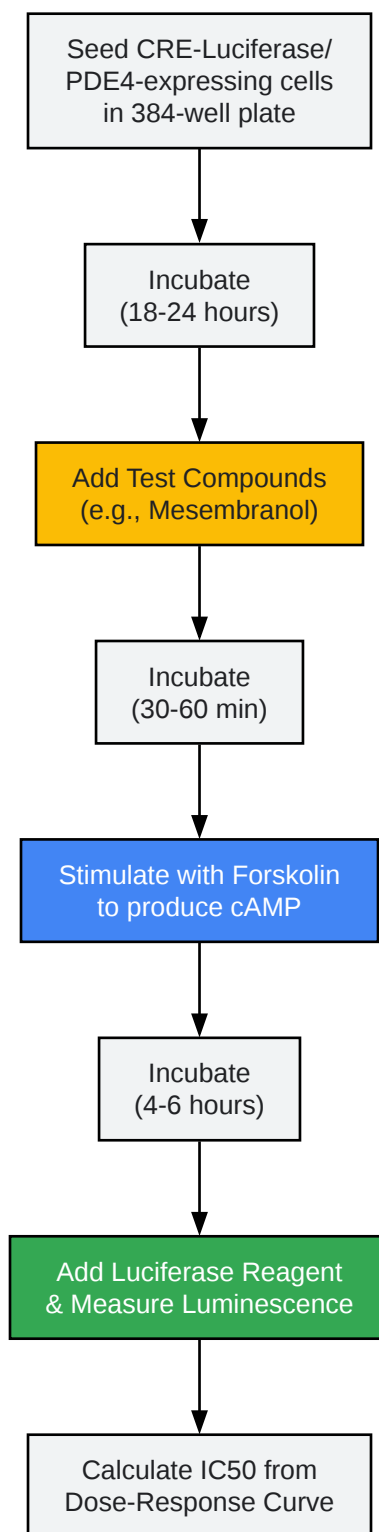 Seed CRE-Luciferase/
PDE4-expressing cells
in 384-well plate
Incubate
(18-24 hours)
Add Test Compounds
(e.g., Mesembranol)
Incubate
(30-60 min)
Stimulate with Forskolin
to produce cAMP
Incubate
(4-6 hours)
Add Luciferase Reagent
& Measure Luminescence
Calculate IC50 from
Dose-Response Curve